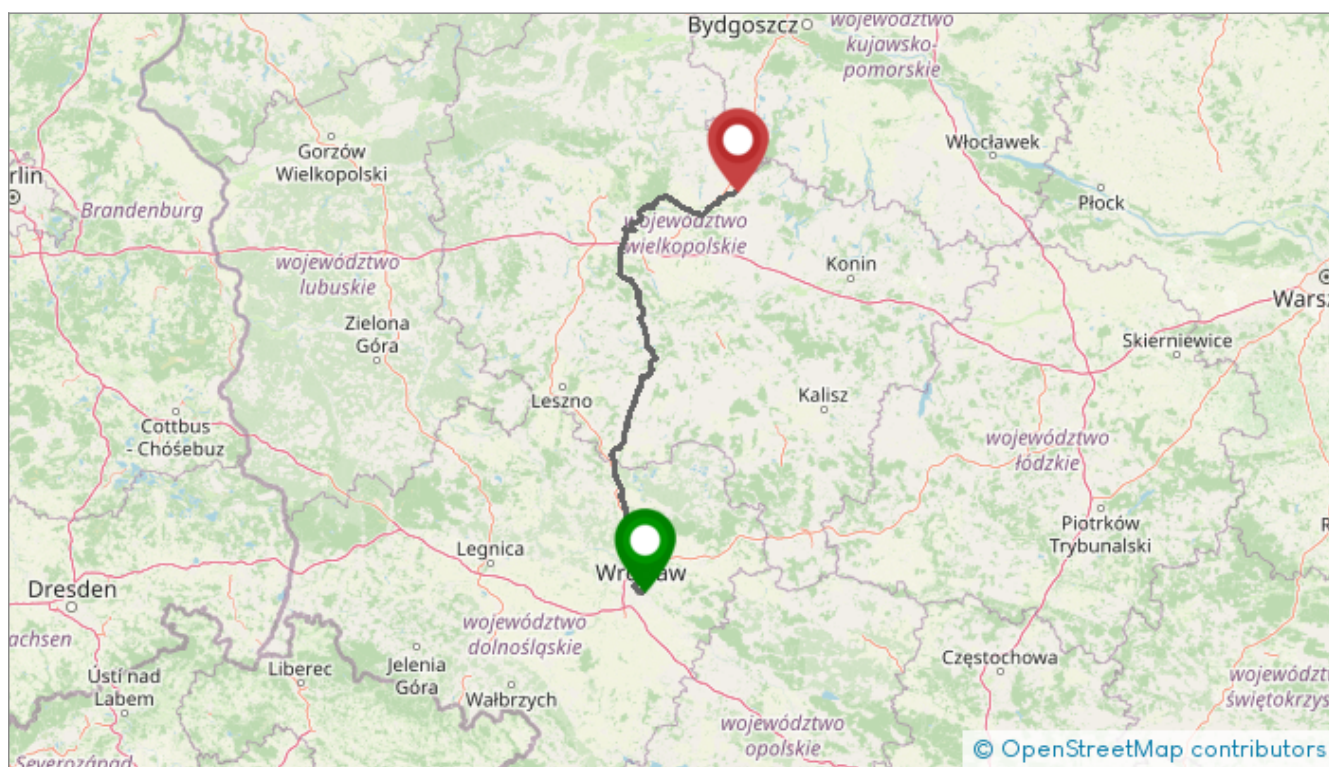 Bydgoszcz
województwo
kujawsko-
pomorskie
Gorzów
Wielkopolski
Włocławek
rlin
Płock
Brandenburg
województwo
wielkopolskie
województwo
lubuskie
Konin
Warsz
Zielona
Góra
Skierniewice
Leszno
Kalisz
Cottbus
- Chóśebuz
województwo
łódzkie
Piotrków
Trybunalski
R
Legnica
Wrocław
Dresden
województwo
dolnośląskie
achsen
Częstochowa
Jelenia
Góra
Liberec
Ústí nad
Labem
Wałbrzych
województw
świętokrzys
województwo
opolskie
Severozápad
© OpenStreetMap contributors